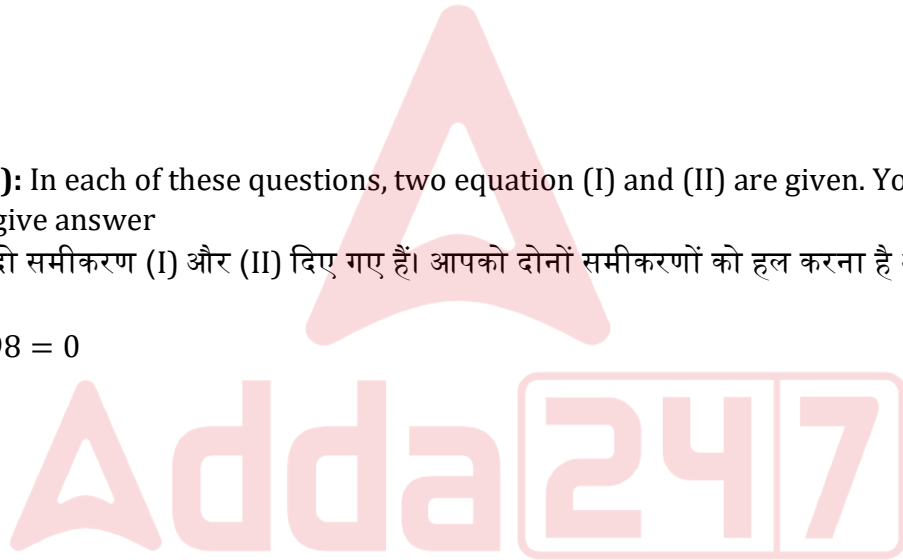 ): In each of these questions, two equation (I) and (II) are given. Yo
give answer
दो समीकरण (I) और (II) दिए गए हैं। आपको दोनों समीकरणों को हल करना है
98 = 0
Adda247